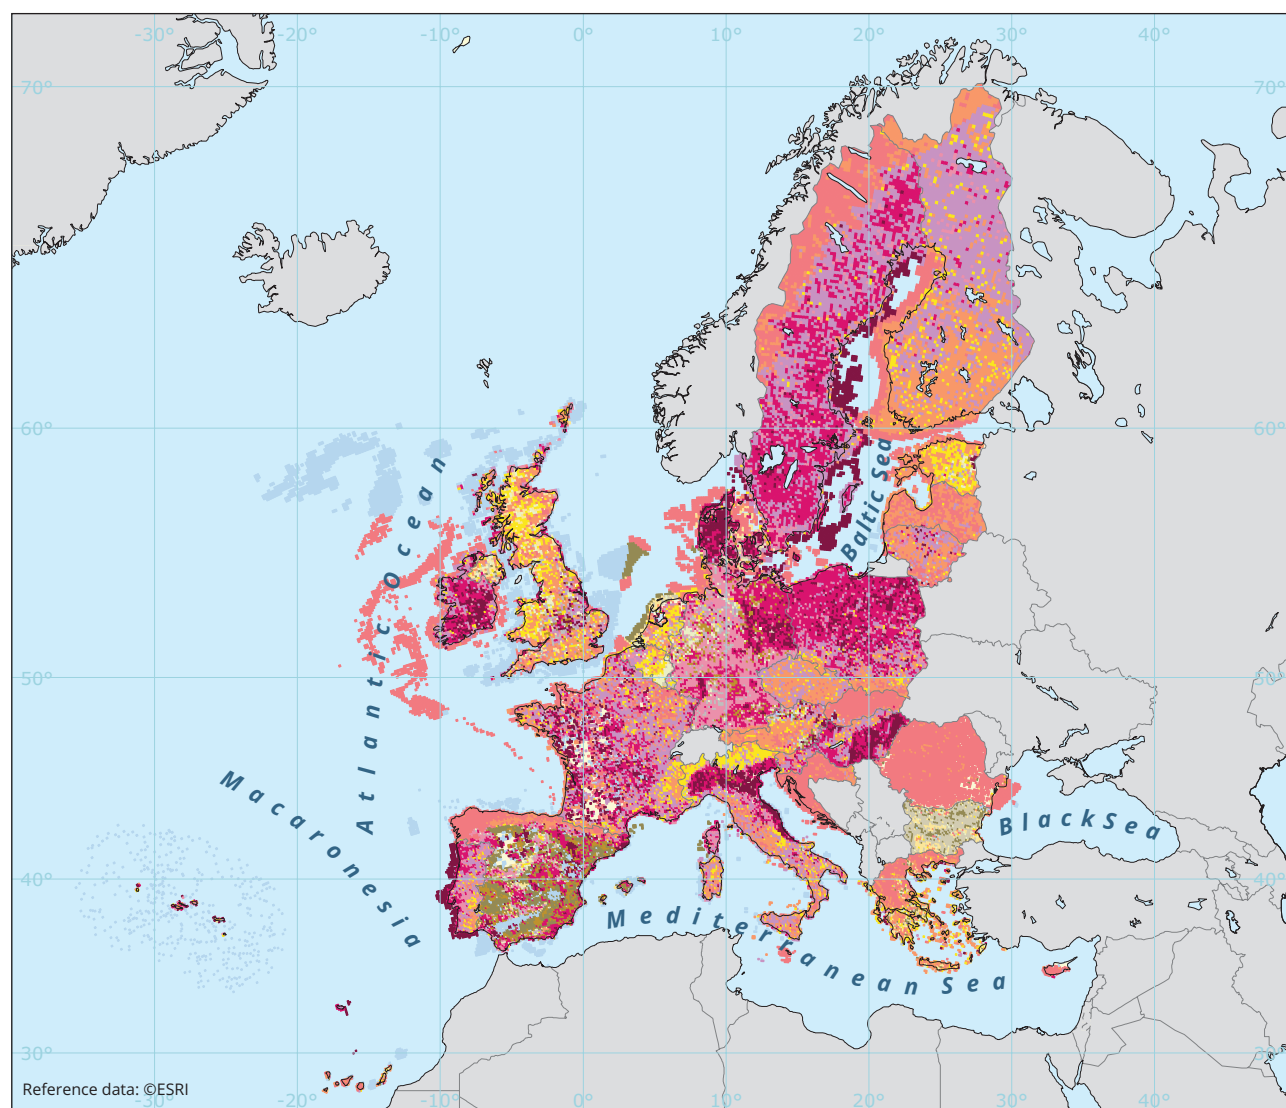 -30° -20° -10° 0° 10° 20° 30° 40°
70° 70°
60°
50° 50°
40° 40°
30° 30°
Atlantic Ocean
Baltic Sea
Macaronesia
Black Sea
Mediterranean Sea
Reference data: ©ESRI
-30° -20° -10° 0° 10° 20° 30° 40°